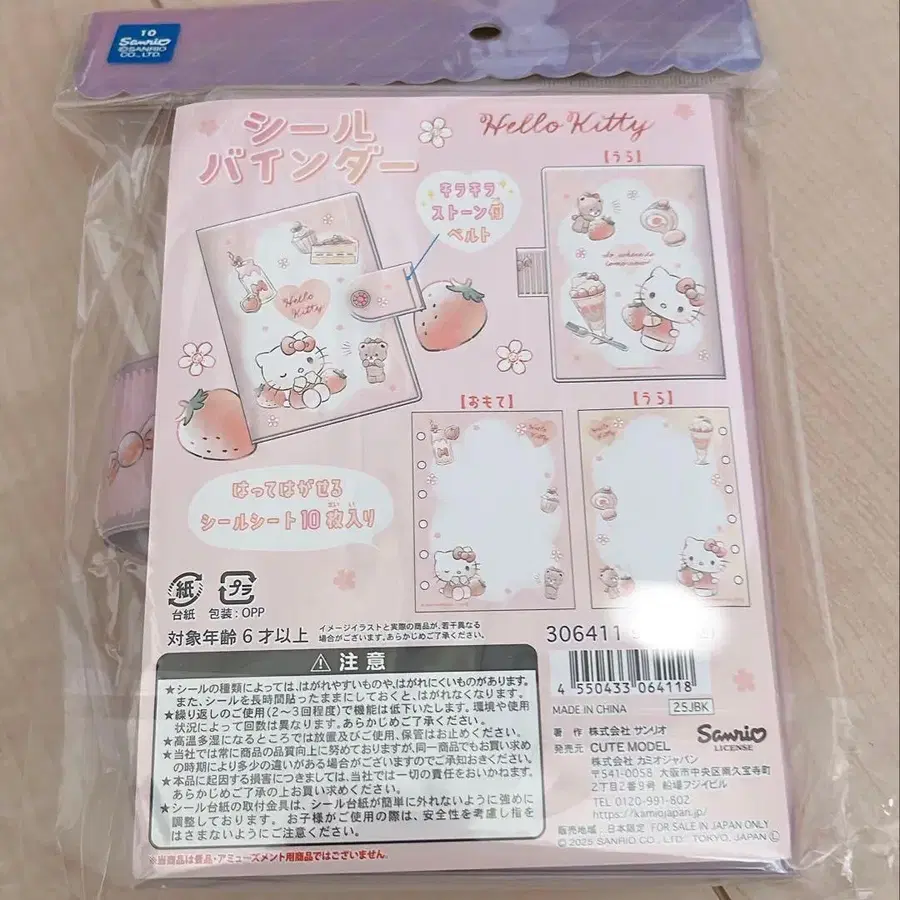 10
Sanrio
©SANRIO
CO., LTD.
シール
バインダー
Hello Kitty
【うら】
キラキラ
ストーン付
ベルト
Hello
Kitty
【おもて】
【うら】
はってはがせる
シールシート10枚入り
まい い
紙
プラ
台紙 包装:OPP
対象年齢6才以上
イメージイラストと実際の商品が、若干異なる
場合がございます。あらかじめご了承ください。
306411
⚠ 注意
★シールの種類によっては、はがれやすいものや、はがれにくいものがあります。
また、シールを長時間貼ったままにしておくと、はがれなくなります。
★繰り返しのご使用(2〜3回程度)で機能は低下いたします。環境や使用
状況によって回数は異なります。あらかじめご了承ください。
★高温多湿になるところでは放置及びご使用、保管はお止めください。
★当社では常に商品の品質向上に努めておりますが、同一商品でもお買い求め
の時期により多少の違いがある場合がございますのでご承知おきください。
★本品に起因する損害につきましては、当社では一切の責任をおいかねます。
あらかじめご了承の上お買い求めください。
★シール台紙の取付金具は、シール台紙が簡単に外れないように強めに
調整しております。お子様がご使用の際は、安全性を考慮し指を
はさまないようにご注意ください。
※当商品は景品・アミューズメント用商品ではございません。
4 550433 064118
MADE IN CHINA 25JBK
著作 株式会社 サンリオ
発売元 CUTE MODEL
Sanrio
LICENSE
株式会社 カミオジャパン
〒541-0058 大阪市中央区南久宝寺町
2丁目2番9号 船場フジイビル
TEL 0120-991-602
https://kamiojapan.jp/
販売地域:日本限定 FOR SALE IN JAPAN ONLY
© 2025 SANRIO CO., LTD. TOKYO, JAPAN Ⓛ